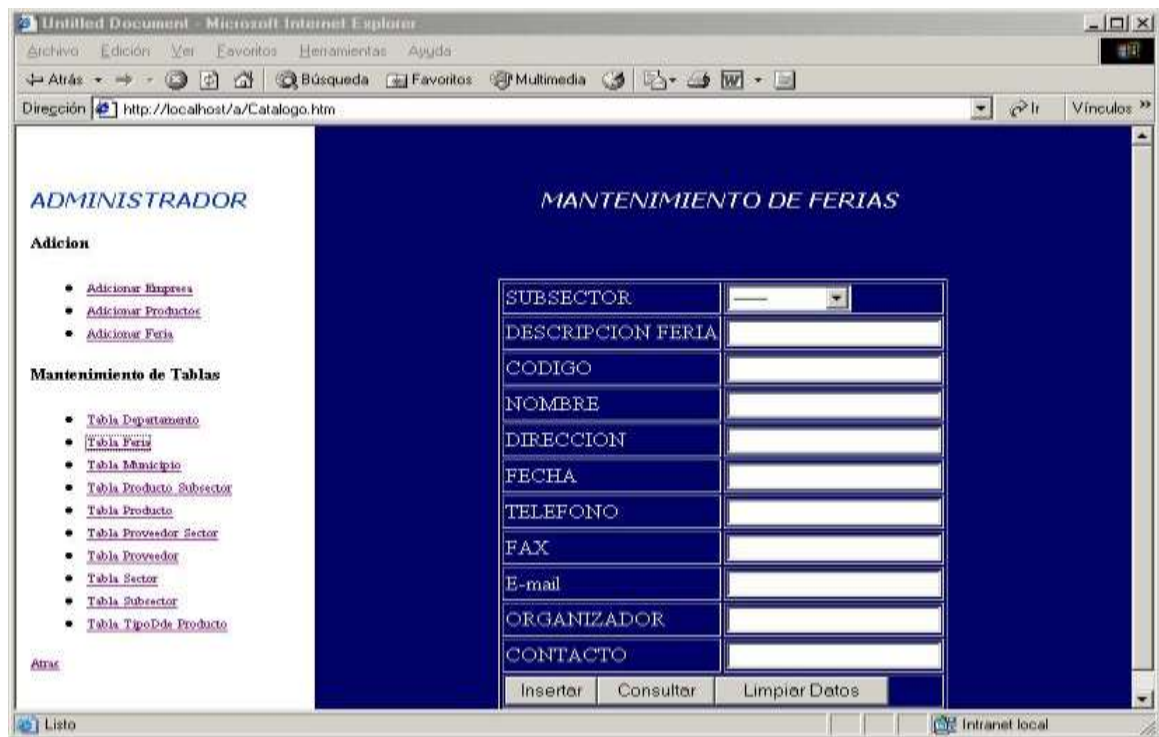 Untitled Document - Microsoft Internet Explorer
Archivo Edición Ver Favoritos Herramientas Ayuda
Atrás Búsqueda Favoritos Multimedia
Dirección http://localhost/a/Catalogo.htm Ir Vínculos »
ADMINISTRADOR
Adicion
Adicionar Empresa
Adicionar Productos
Adicionar Feria
Mantenimiento de Tablas
Tabla Departamento
Tabla Feria
Tabla Municipio
Tabla Producto Subsector
Tabla Producto
Tabla Proveedor Sector
Tabla Proveedor
Tabla Sector
Tabla Subsector
Tabla TipoDde Producto
Atras
MANTENIMIENTO DE FERIAS
SUBSECTOR
DESCRIPCION FERIA
CODIGO
NOMBRE
DIRECCION
FECHA
TELEFONO
FAX
E-mail
ORGANIZADOR
CONTACTO
Insertar Consultar Limpiar Datos
Listo Intranet local